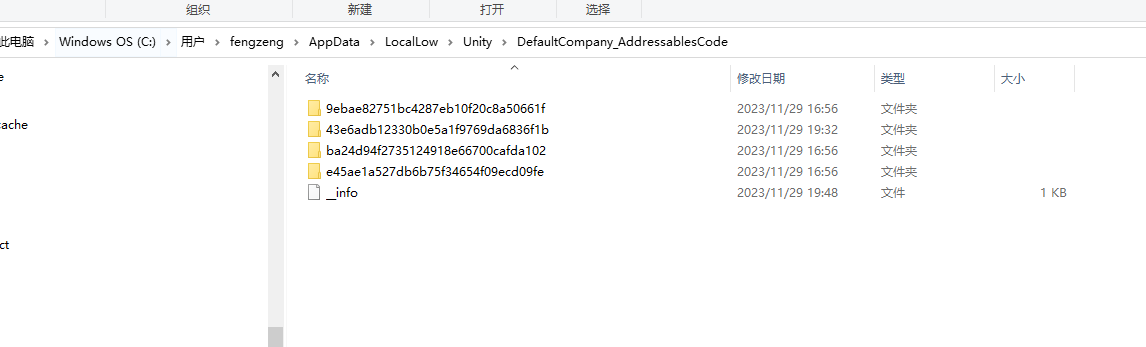 组织 新建 打开 选择
此电脑 › Windows OS (C:) › 用户 › fengzeng › AppData › LocalLow › Unity › DefaultCompany_AddressablesCode
名称 修改日期 类型 大小
9ebae82751bc4287eb10f20c8a50661f 2023/11/29 16:56 文件夹
43e6adb12330b0e5a1f9769da6836f1b 2023/11/29 19:32 文件夹
ba24d94f2735124918e66700cafda102 2023/11/29 16:56 文件夹
e45ae1a527db6b75f34654f09ecd09fe 2023/11/29 16:56 文件夹
__info 2023/11/29 19:48 文件 1 KB
e
cache
ct